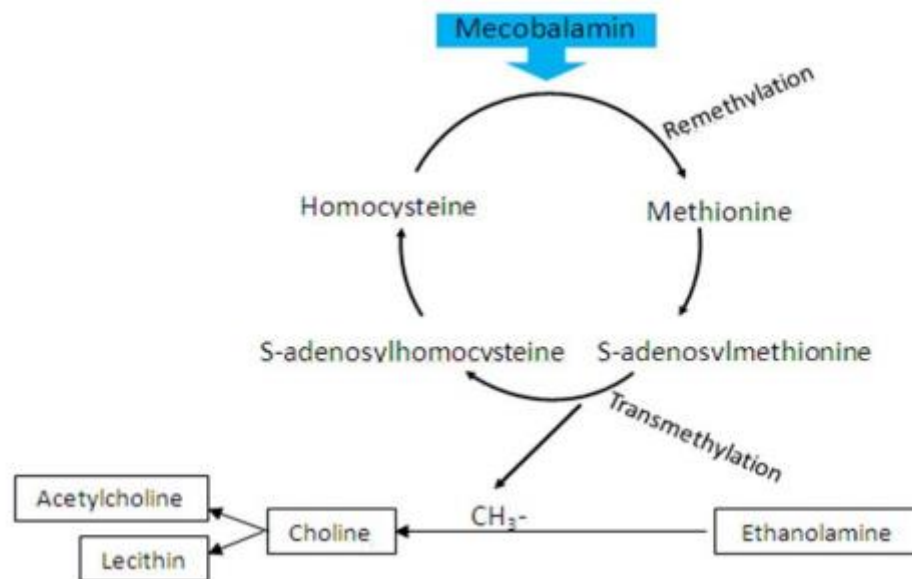 Mecobalamin
Remethylation
Homocysteine
Methionine
S-adenosylhomocysteine
S-adenosylmethionine
Transmethylation
Acetylcholine
Choline
CH₃-
Ethanolamine
Lecithin